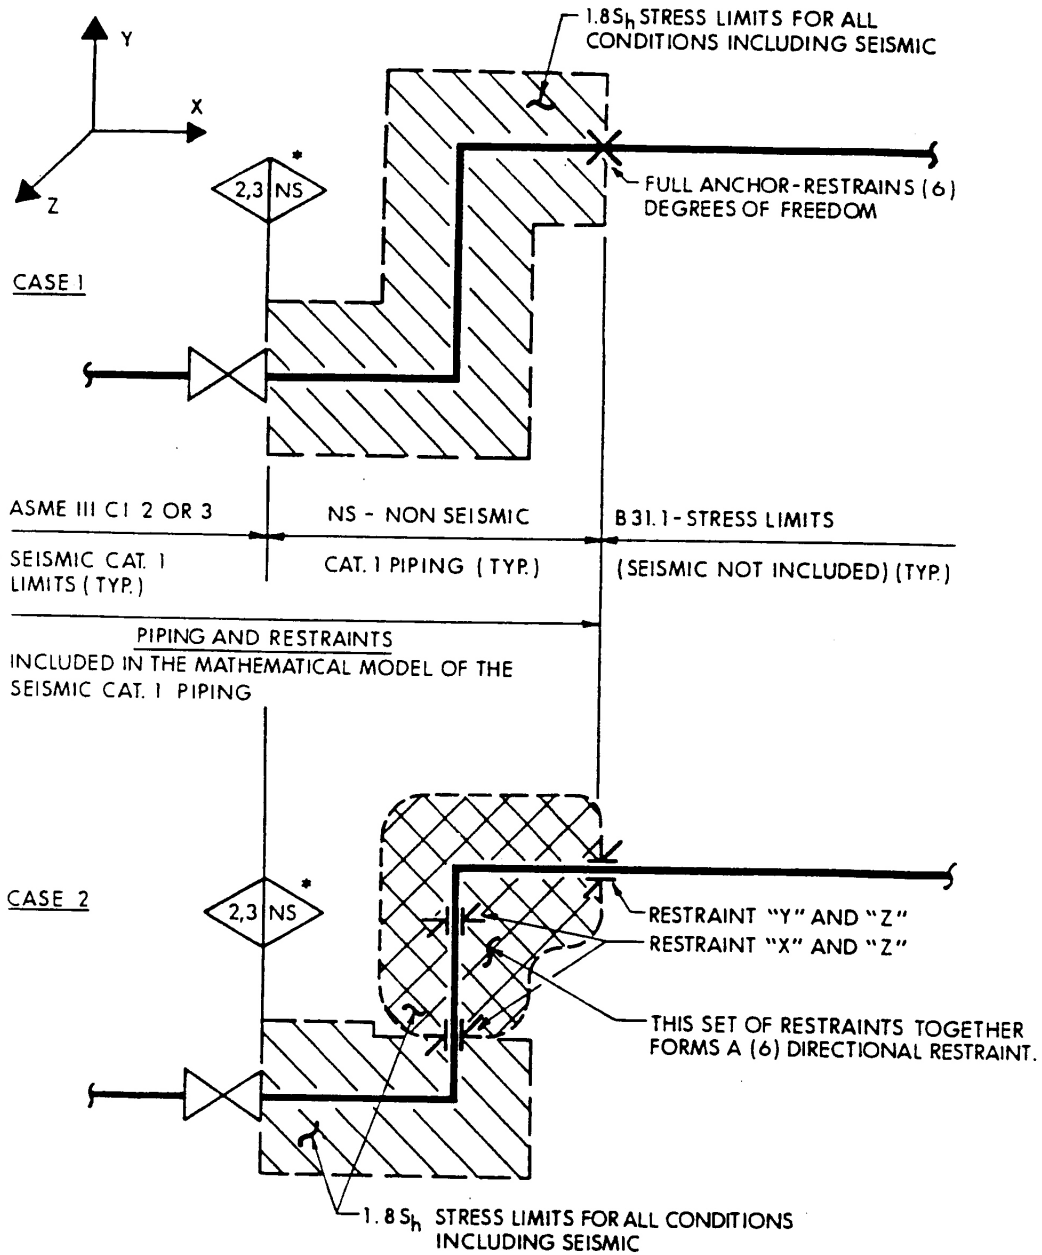 1.8Sh STRESS LIMITS FOR ALL
CONDITIONS INCLUDING SEISMIC
Y
X
Z
*
2,3 NS
FULL ANCHOR-RESTRAINS (6)
DEGREES OF FREEDOM
CASE 1
ASME III C1 2 OR 3
NS - NON SEISMIC
B31.1-STRESS LIMITS
SEISMIC CAT. 1
LIMITS (TYP.)
CAT. 1 PIPING (TYP.)
(SEISMIC NOT INCLUDED) (TYP.)
PIPING AND RESTRAINTS
INCLUDED IN THE MATHEMATICAL MODEL OF THE
SEISMIC CAT. 1 PIPING
CASE 2
*
2,3 NS
RESTRAINT "Y" AND "Z"
RESTRAINT "X" AND "Z"
THIS SET OF RESTRAINTS TOGETHER
FORMS A (6) DIRECTIONAL RESTRAINT.
1.8Sh STRESS LIMITS FOR ALL CONDITIONS
INCLUDING SEISMIC